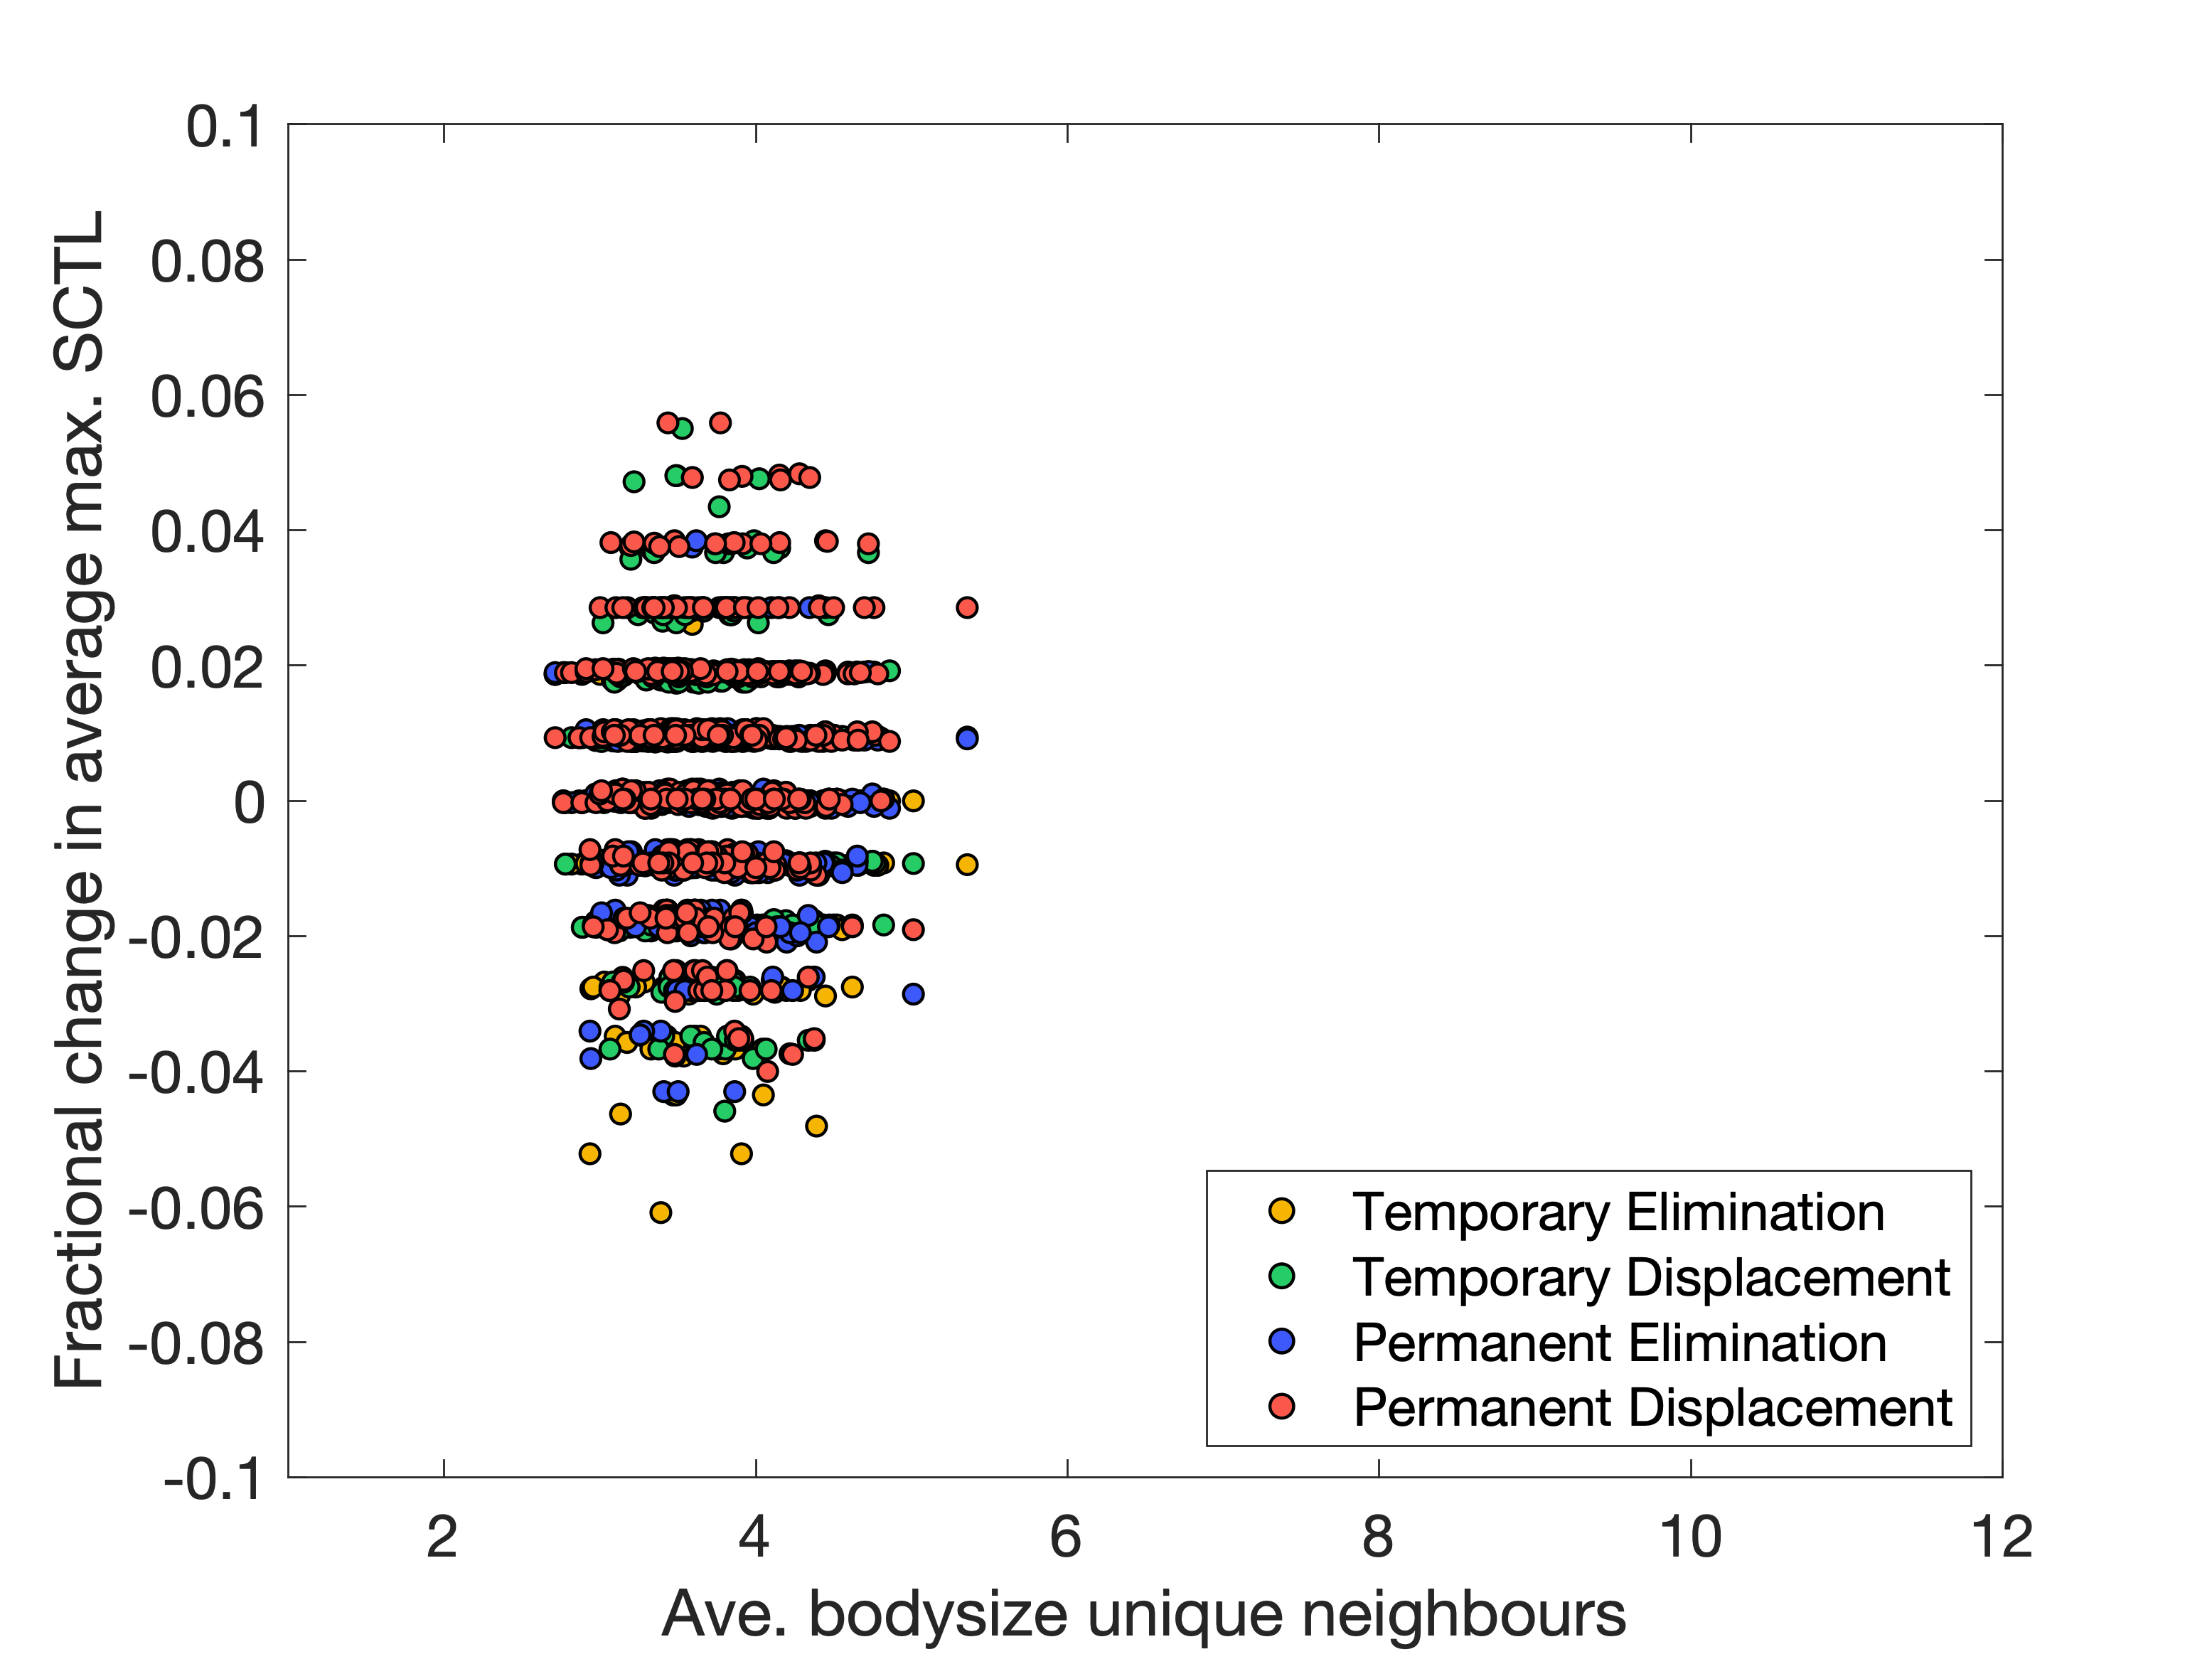 Fractional change in average max. SCTL
0.1
0.08
0.06
0.04
0.02
0
-0.02
-0.04
-0.06
-0.08
-0.1
Temporary Elimination
Temporary Displacement
Permanent Elimination
Permanent Displacement
2 4 6 8 10 12
Ave. bodysize unique neighbours